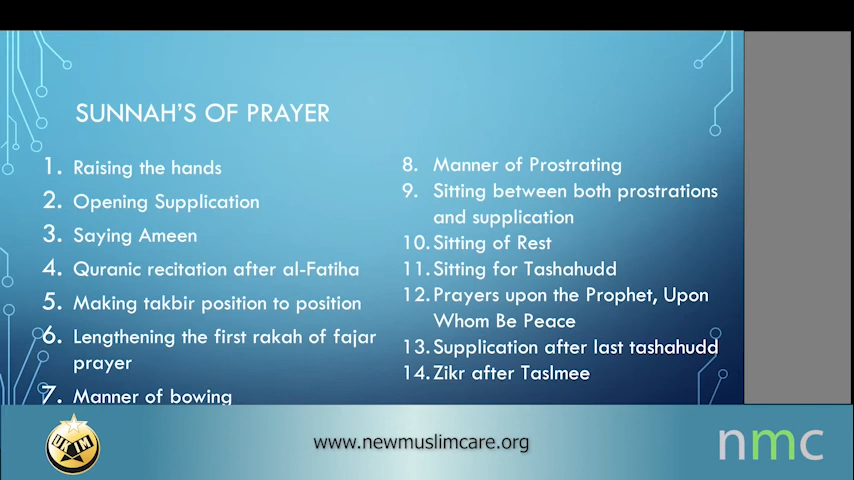 SUNNAH'S OF PRAYER
1. Raising the hands
2. Opening Supplication
3. Saying Ameen
4. Quranic recitation after al-Fatiha
5. Making takbir position to position
6. Lengthening the first rakah of fajar
prayer
7. Manner of bowing
8. Manner of Prostrating
9. Sitting between both prostrations
and supplication
10. Sitting of Rest
11. Sitting for Tashahudd
12. Prayers upon the Prophet, Upon
Whom Be Peace
13. Supplication after last tashahudd
14. Zikr after Taslmee
UKIM
www.newmuslimcare.org
nmc